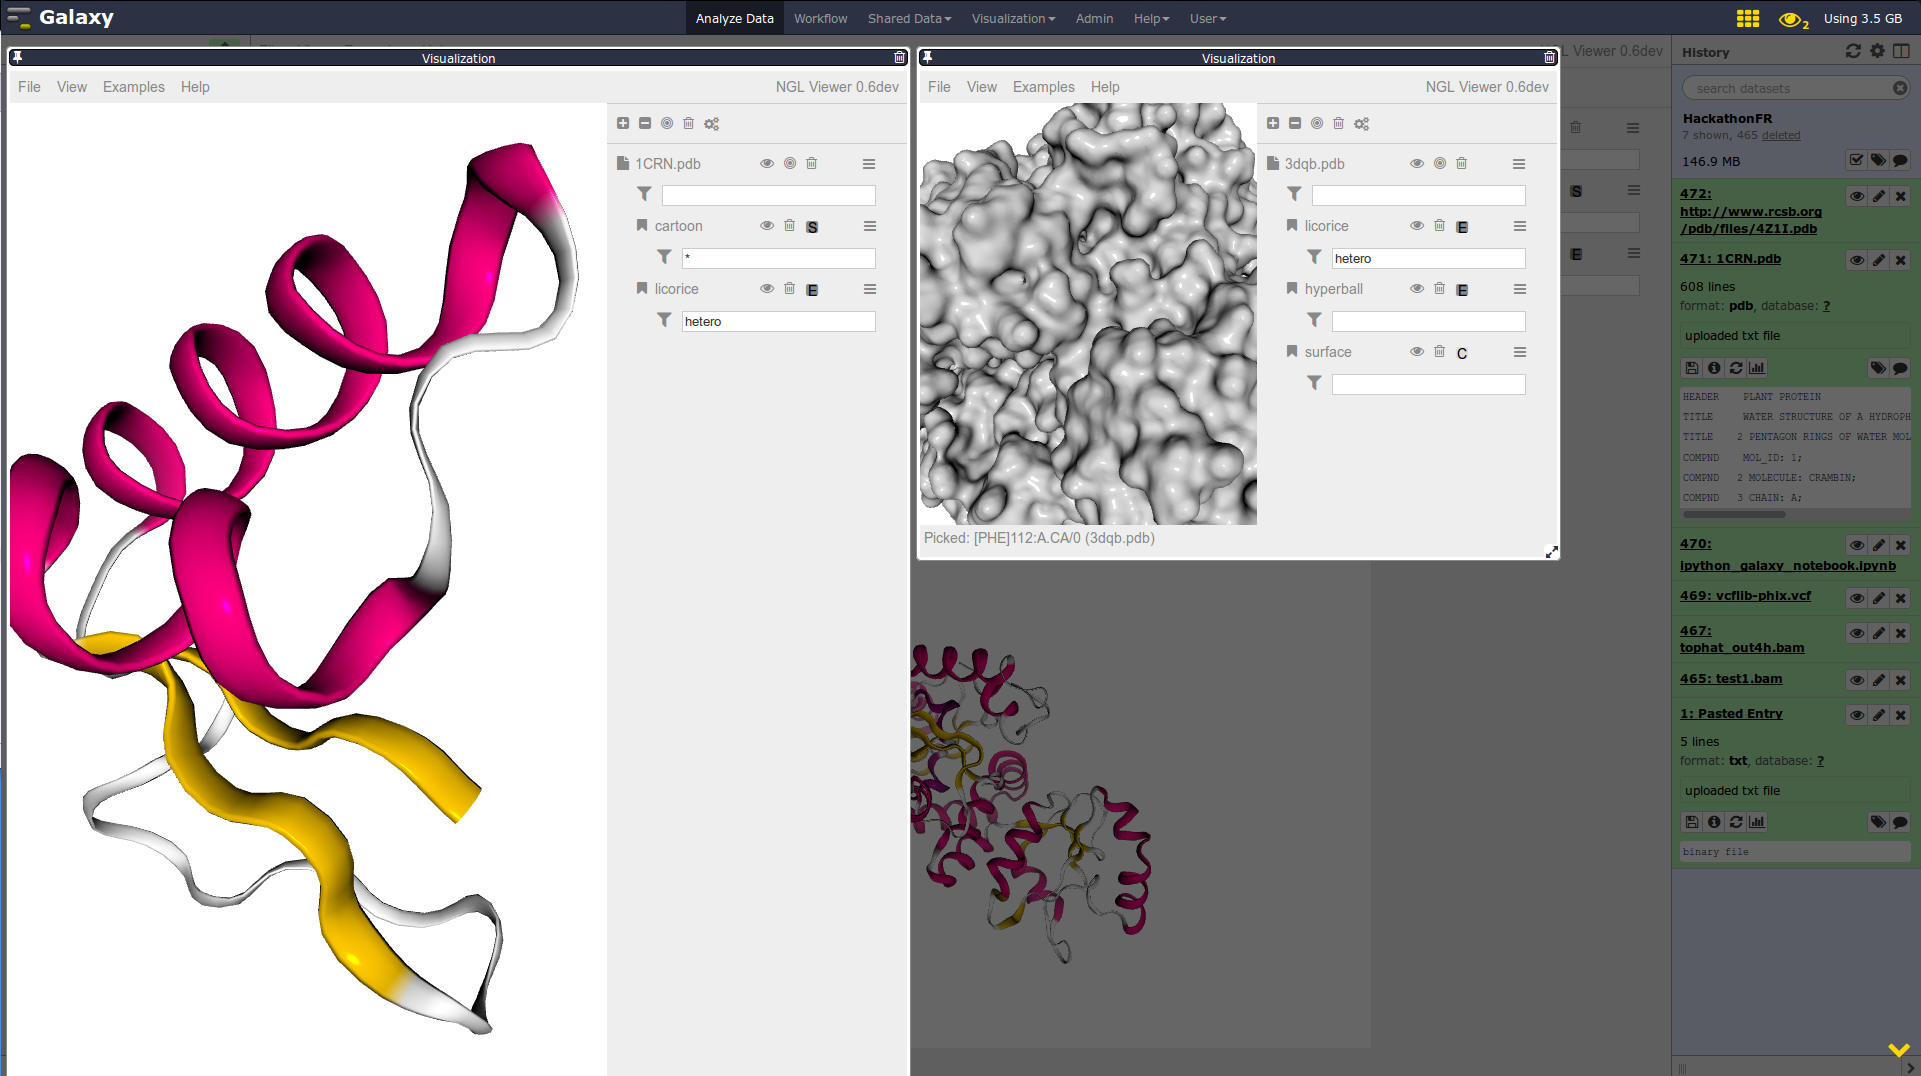 Galaxy
Analyze Data
Workflow
Shared Data
Visualization
Admin
Help
User
2
Using 3.5 GB
Visualization
File
View
Examples
Help
NGL Viewer 0.6dev
1CRN.pdb
cartoon
S
*
licorice
E
hetero
Visualization
File
View
Examples
Help
NGL Viewer 0.6dev
3dqb.pdb
licorice
E
hetero
hyperball
E
surface
C
Picked: [PHE]112:A.CA/0 (3dqb.pdb)
L Viewer 0.6dev
S
E
History
search datasets
HackathonFR
7 shown, 465 deleted
146.9 MB
472:
http://www.rcsb.org
/pdb/files/4Z1I.pdb
471: 1CRN.pdb
608 lines
format: pdb, database: ?
uploaded txt file
HEADER PLANT PROTEIN
TITLE WATER STRUCTURE OF A HYDROPH
TITLE 2 PENTAGON RINGS OF WATER MOL
COMPND MOL_ID: 1;
COMPND 2 MOLECULE: CRAMBIN;
COMPND 3 CHAIN: A;
470:
ipython_galaxy_notebook.ipynb
469: vcflib-phix.vcf
467:
tophat_out4h.bam
465: test1.bam
1: Pasted Entry
5 lines
format: txt, database: ?
uploaded txt file
binary file